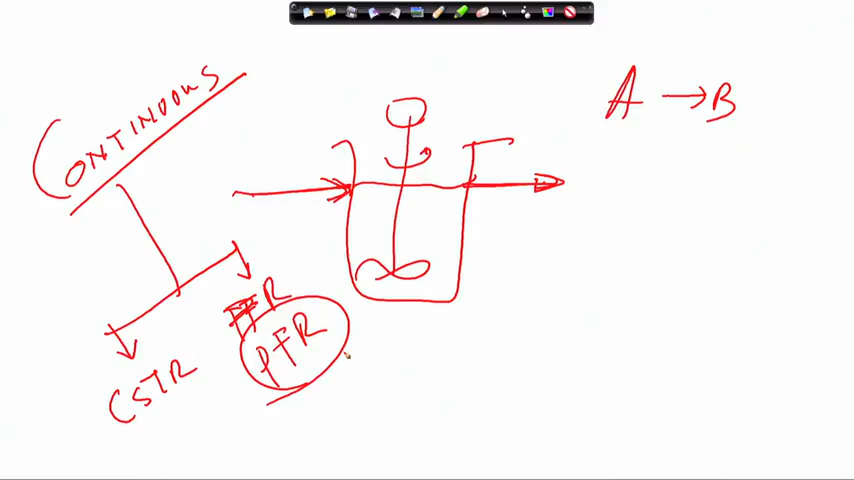 CONTINUOUS
A → B
CSTR
PFR